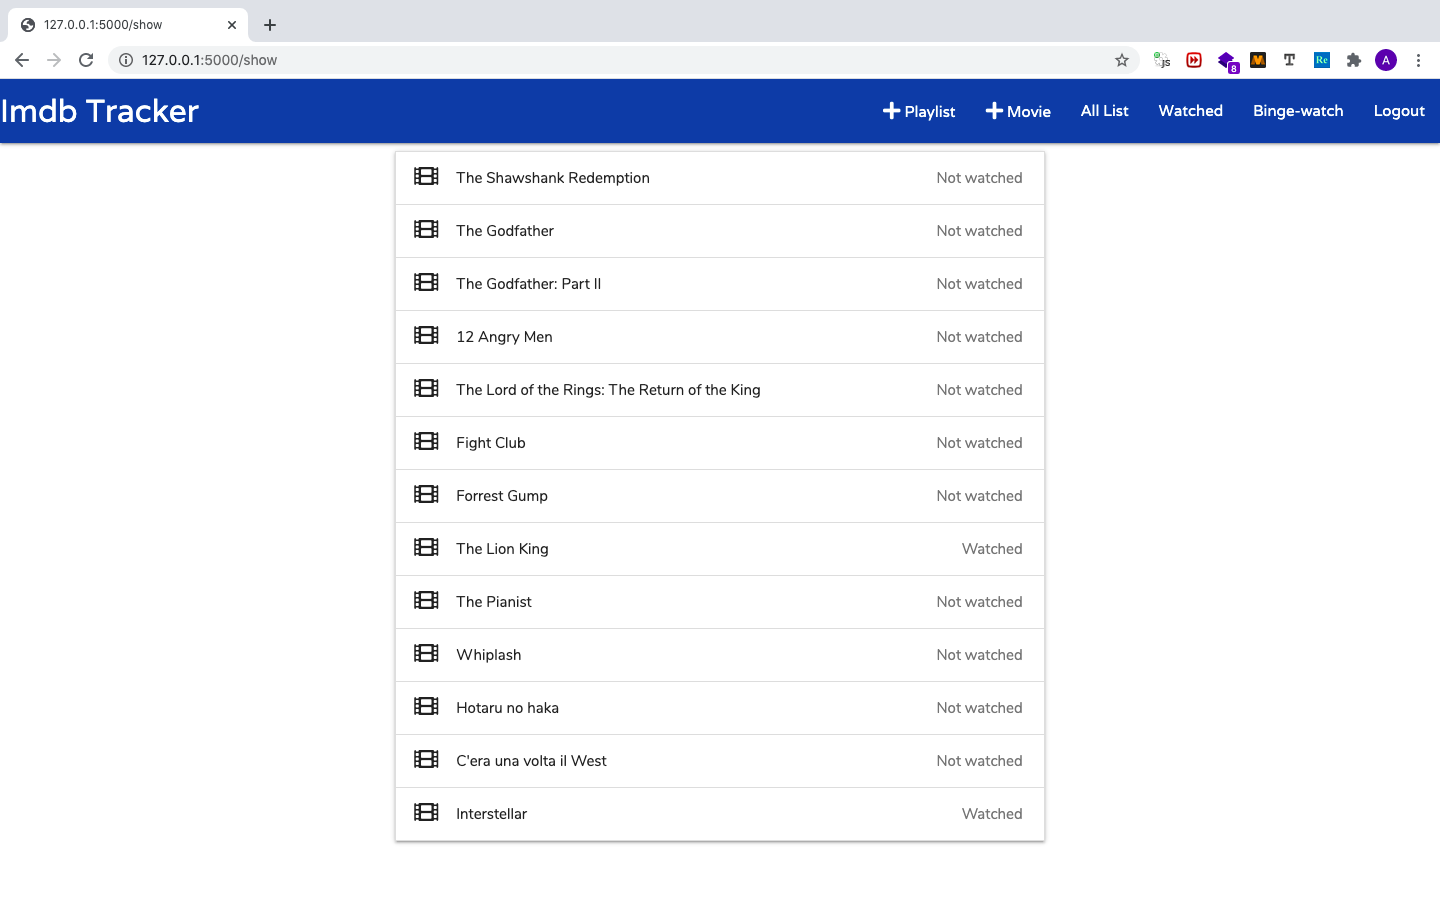 127.0.0.1:5000/show
127.0.0.1:5000/show
js
8
T
Re
A
Imdb Tracker
Playlist
Movie
All List
Watched
Binge-watch
Logout
The Shawshank Redemption Not watched
The Godfather Not watched
The Godfather: Part II Not watched
12 Angry Men Not watched
The Lord of the Rings: The Return of the King Not watched
Fight Club Not watched
Forrest Gump Not watched
The Lion King Watched
The Pianist Not watched
Whiplash Not watched
Hotaru no haka Not watched
C'era una volta il West Not watched
Interstellar Watched